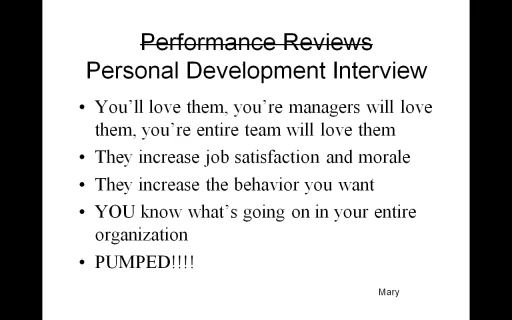 Performance Reviews
Personal Development Interview
• You'll love them, you're managers will love
them, you're entire team will love them
• They increase job satisfaction and morale
• They increase the behavior you want
• YOU know what's going on in your entire
organization
• PUMPED!!!!
Mary